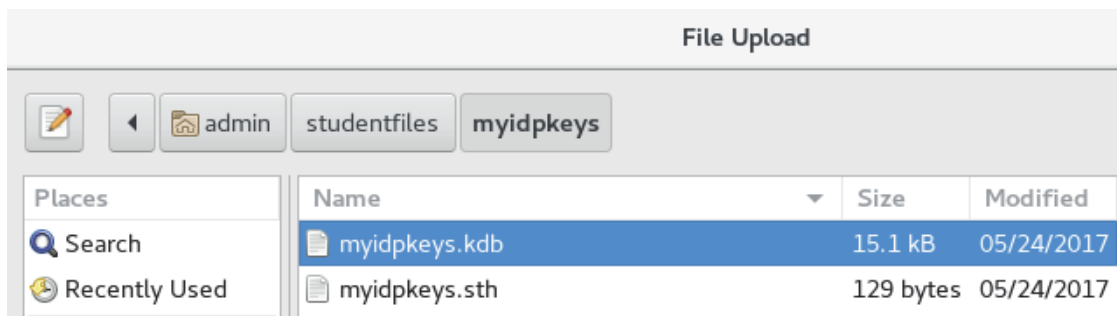 File Upload
admin studentfiles myidpkeys
Places Name Size Modified
Search myidpkeys.kdb 15.1 kB 05/24/2017
Recently Used myidpkeys.sth 129 bytes 05/24/2017